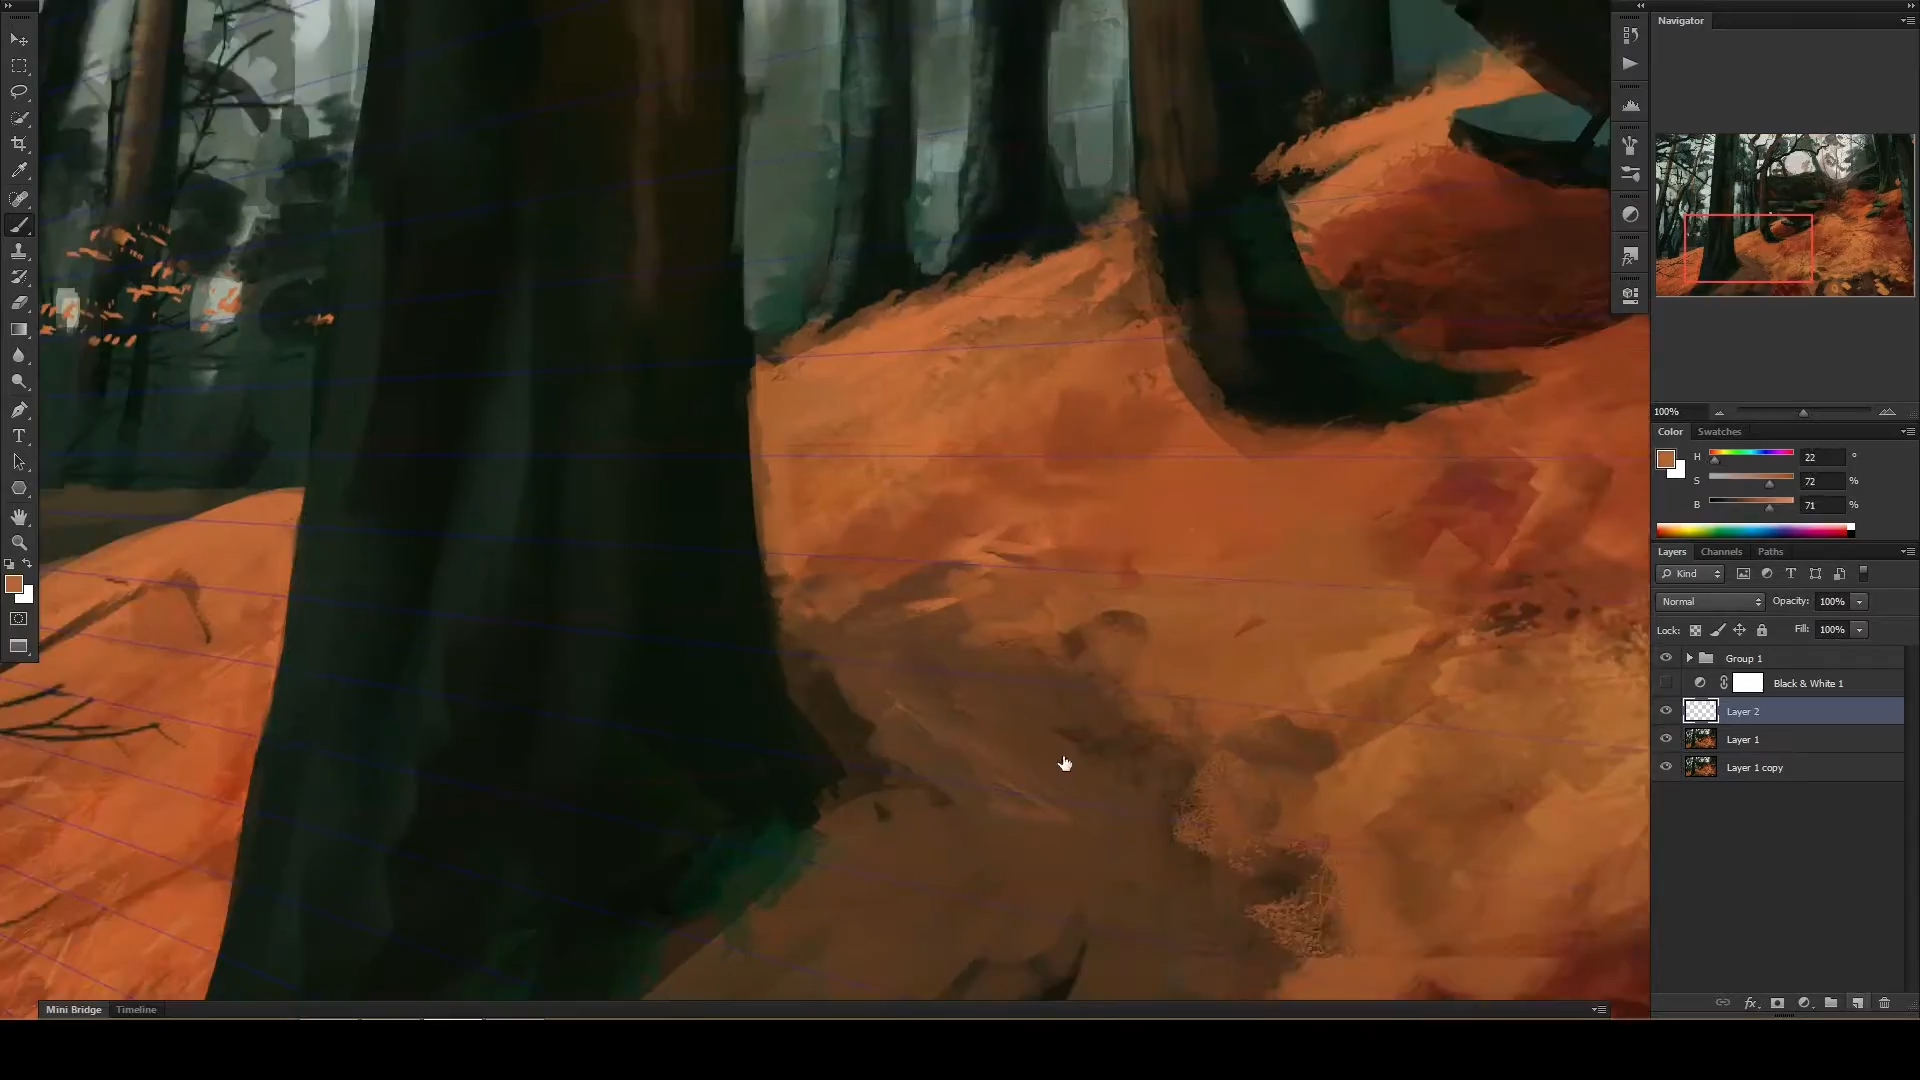 Navigator
100%
Color Swatches
H 22 °
S 72 %
B 71 %
Layers Channels Paths
Kind
Normal Opacity: 100%
Lock: Fill: 100%
Group 1
Black & White 1
Layer 2
Layer 1
Layer 1 copy
T
fx
Mini Bridge Timeline